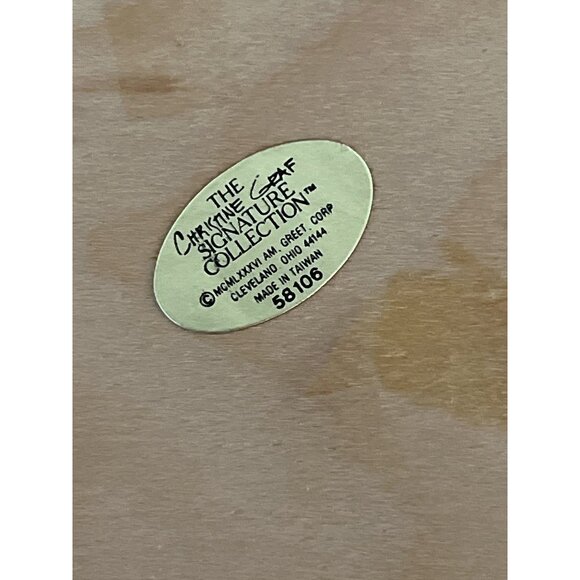 THE
CHRISTINE GRAF
SIGNATURE
COLLECTION™
© MCMLXXXVI AM. GREET. CORP
CLEVELAND, OHIO 44144
MADE IN TAIWAN
58106